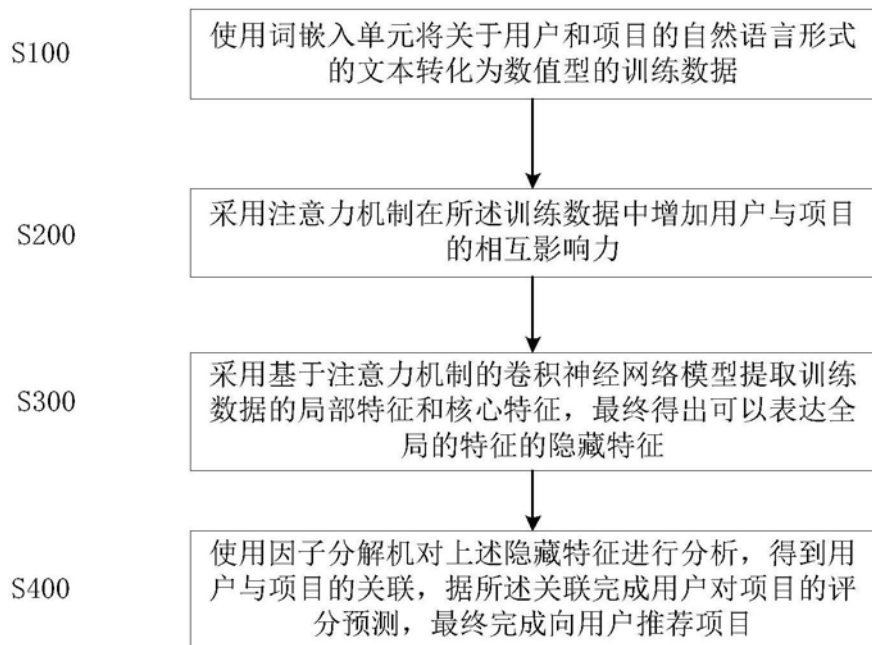 S100
使用词嵌入单元将关于用户和项目的自然语言形式
的文本转化为数值型的训练数据
S200
采用注意力机制在所述训练数据中增加用户与项目
的相互影响力
S300
采用基于注意力机制的卷积神经网络模型提取训练
数据的局部特征和核心特征，最终得出可以表达全
局的特征的隐藏特征
S400
使用因子分解机对上述隐藏特征进行分析，得到用
户与项目的关联，据所述关联完成用户对项目的评
分预测，最终完成向用户推荐项目